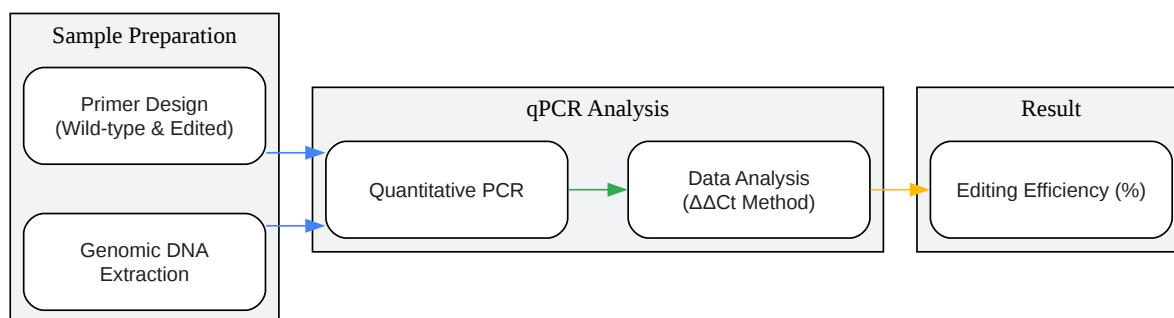 Sample Preparation
Primer Design
(Wild-type & Edited)
Genomic DNA
Extraction
qPCR Analysis
Quantitative PCR
Data Analysis
(ΔΔCt Method)
Result
Editing Efficiency (%)